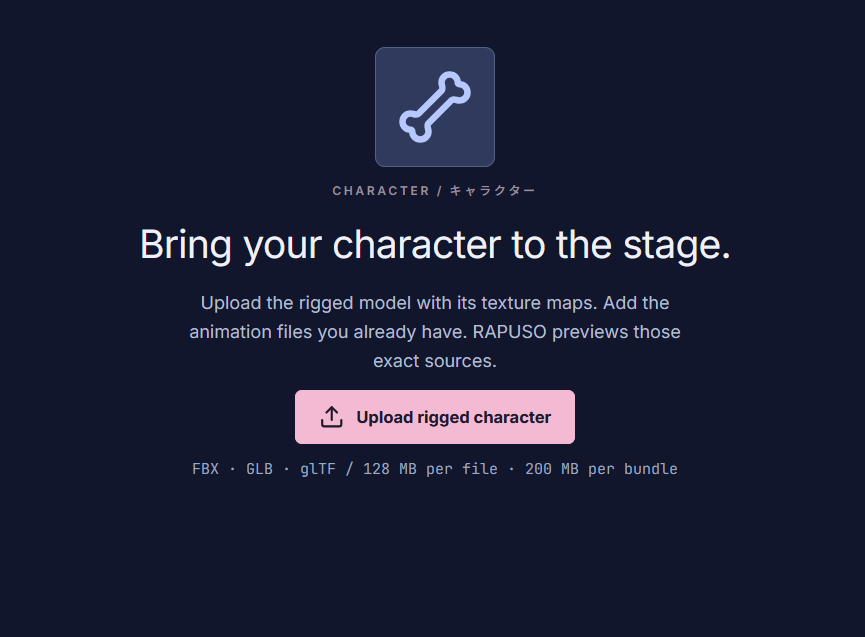 CHARACTER / キャラクター
Bring your character to the stage.
Upload the rigged model with its texture maps. Add the
animation files you already have. RAPUSO previews those
exact sources.
Upload rigged character
FBX · GLB · glTF / 128 MB per file · 200 MB per bundle